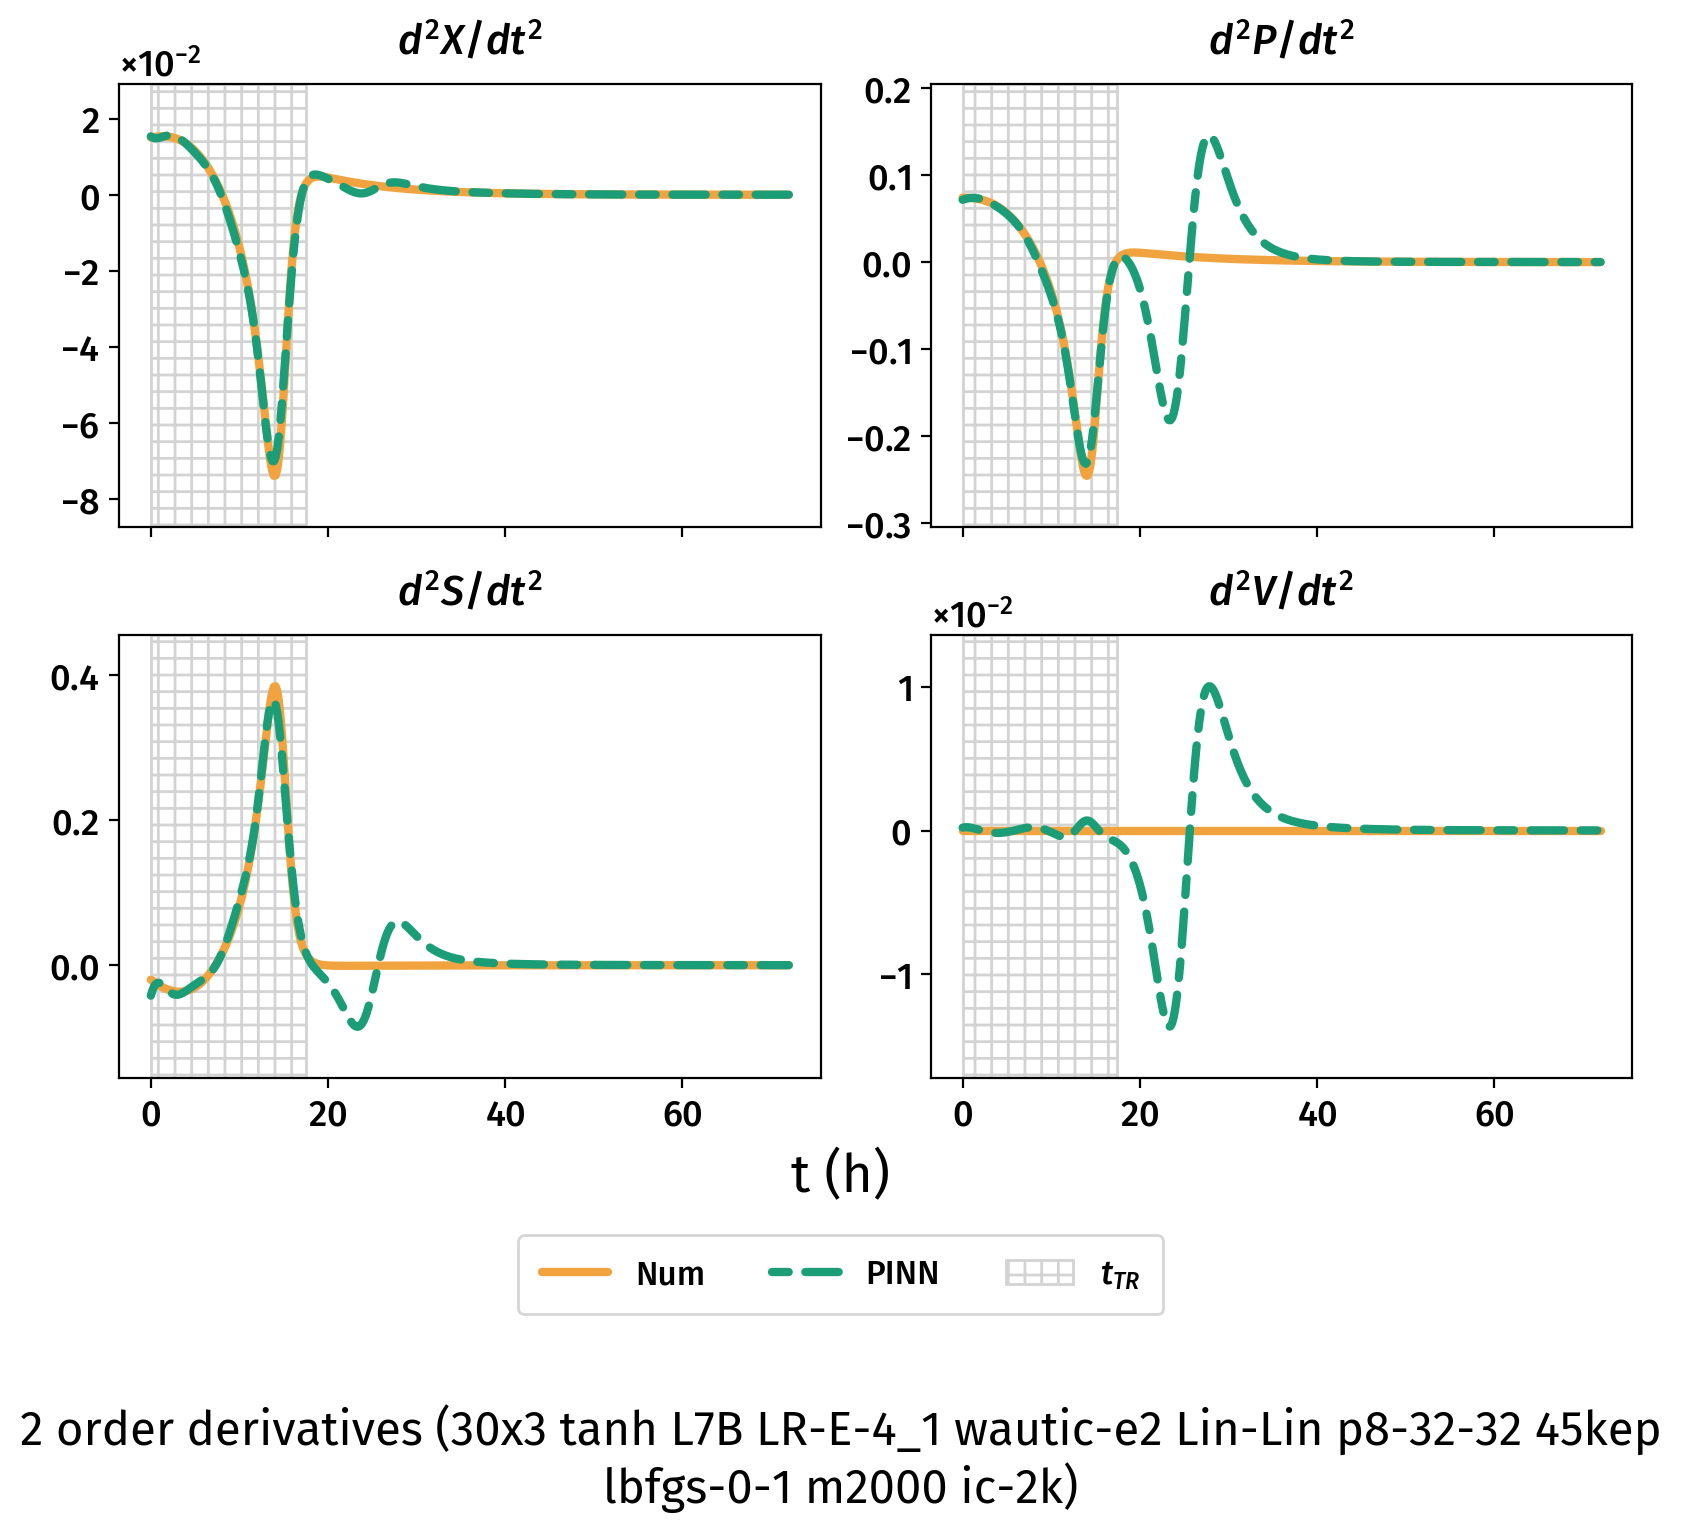 d²X/dt²
×10⁻²
2
0
−2
−4
−6
−8
d²P/dt²
0.2
0.1
0.0
−0.1
−0.2
−0.3
d²S/dt²
0.4
0.2
0.0
0 20 40 60
d²V/dt²
×10⁻²
1
0
−1
0 20 40 60
t (h)
Num PINN t_TR
2 order derivatives (30x3 tanh L7B LR-E-4_1 wautic-e2 Lin-Lin p8-32-32 45kep
lbfgs-0-1 m2000 ic-2k)